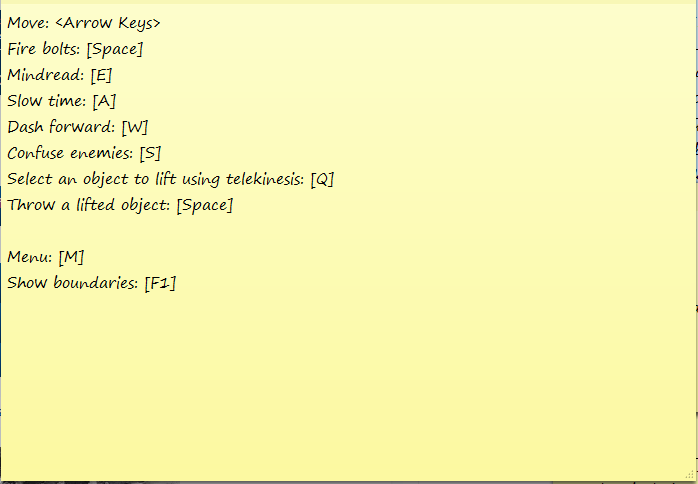 Move: <Arrow Keys>
Fire bolts: [Space]
Mindread: [E]
Slow time: [A]
Dash forward: [W]
Confuse enemies: [S]
Select an object to lift using telekinesis: [Q]
Throw a lifted object: [Space]
Menu: [M]
Show boundaries: [F1]